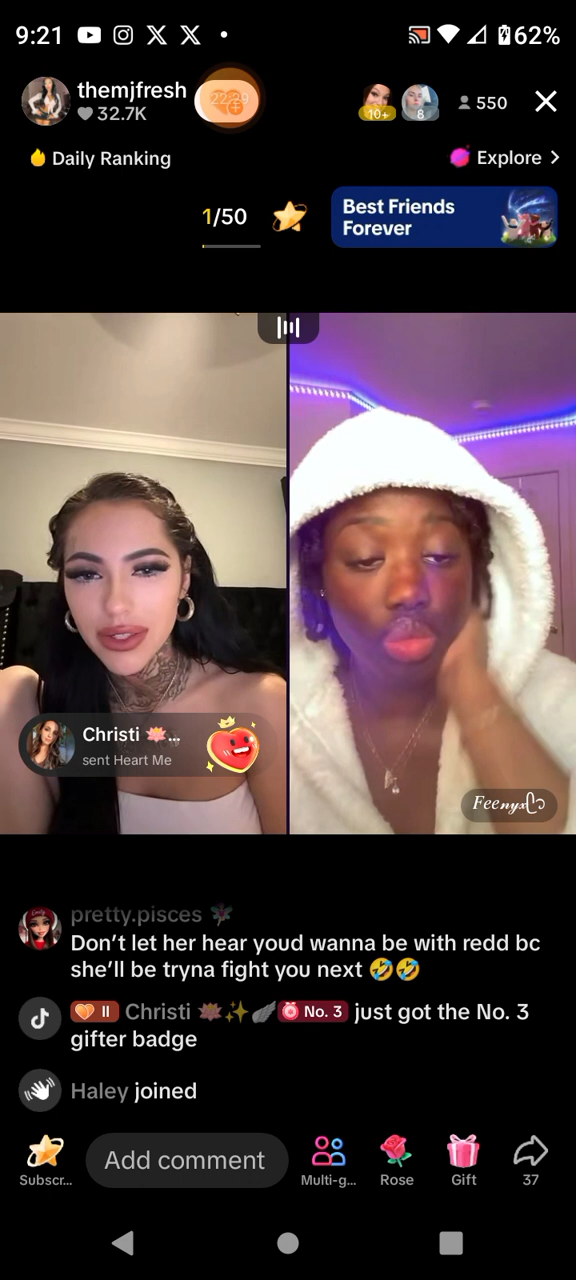 9:21
62%
themjfresh
32.7K
22:29
10+
8
550
Daily Ranking
Explore >
1/50
Best Friends
Forever
Christi 🪷...
sent Heart Me
Feenyx
pretty.pisces 🧚
Don't let her hear youd wanna be with redd bc
she'll be tryna fight you next 🤣🤣
II Christi 🪷✨🪽 No. 3 just got the No. 3
gifter badge
Haley joined
Subscr...
Add comment
Multi-g...
Rose
Gift
37